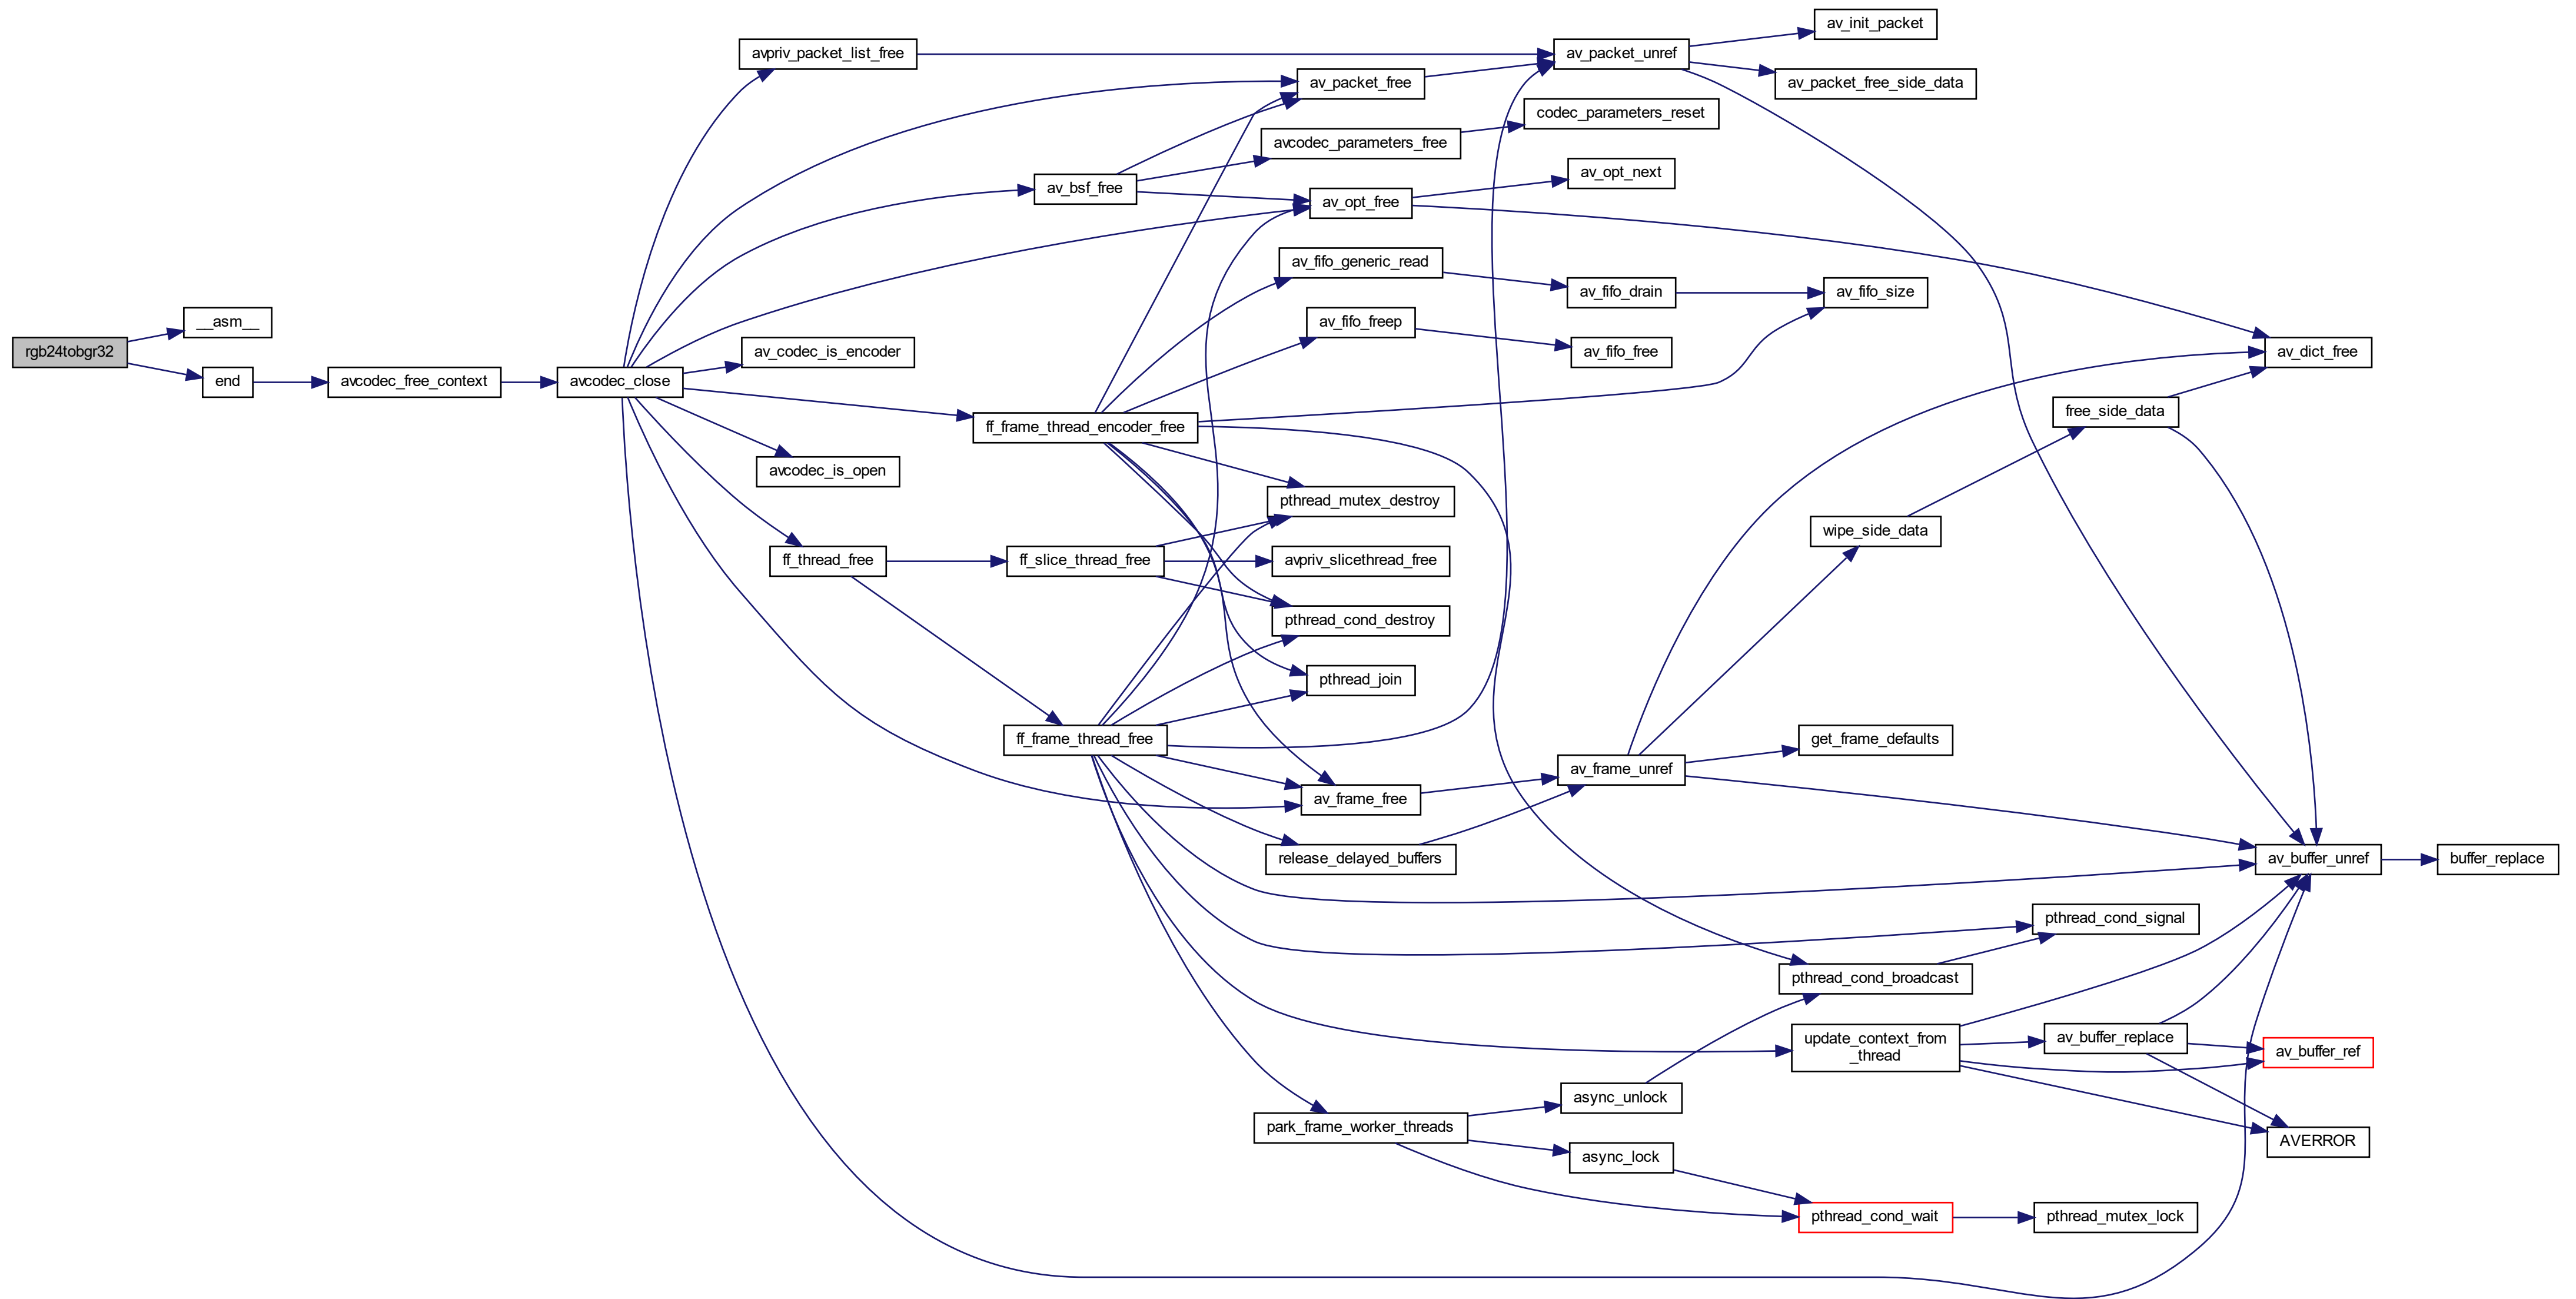 rgb24tobgr32
__asm__
end
avcodec_free_context
avcodec_close
avpriv_packet_list_free
av_packet_free
av_bsf_free
avcodec_parameters_free
av_opt_free
av_codec_is_encoder
avcodec_is_open
ff_frame_thread_encoder_free
ff_thread_free
ff_slice_thread_free
ff_frame_thread_free
av_fifo_generic_read
av_fifo_freep
pthread_mutex_destroy
avpriv_slicethread_free
pthread_cond_destroy
pthread_join
av_frame_free
release_delayed_buffers
park_frame_worker_threads
av_packet_unref
codec_parameters_reset
av_opt_next
av_fifo_drain
av_fifo_free
av_frame_unref
async_unlock
async_lock
av_init_packet
av_packet_free_side_data
av_fifo_size
wipe_side_data
get_frame_defaults
pthread_cond_broadcast
update_context_from
_thread
pthread_cond_wait
free_side_data
pthread_cond_signal
av_buffer_replace
pthread_mutex_lock
av_dict_free
av_buffer_unref
av_buffer_ref
AVERROR
buffer_replace